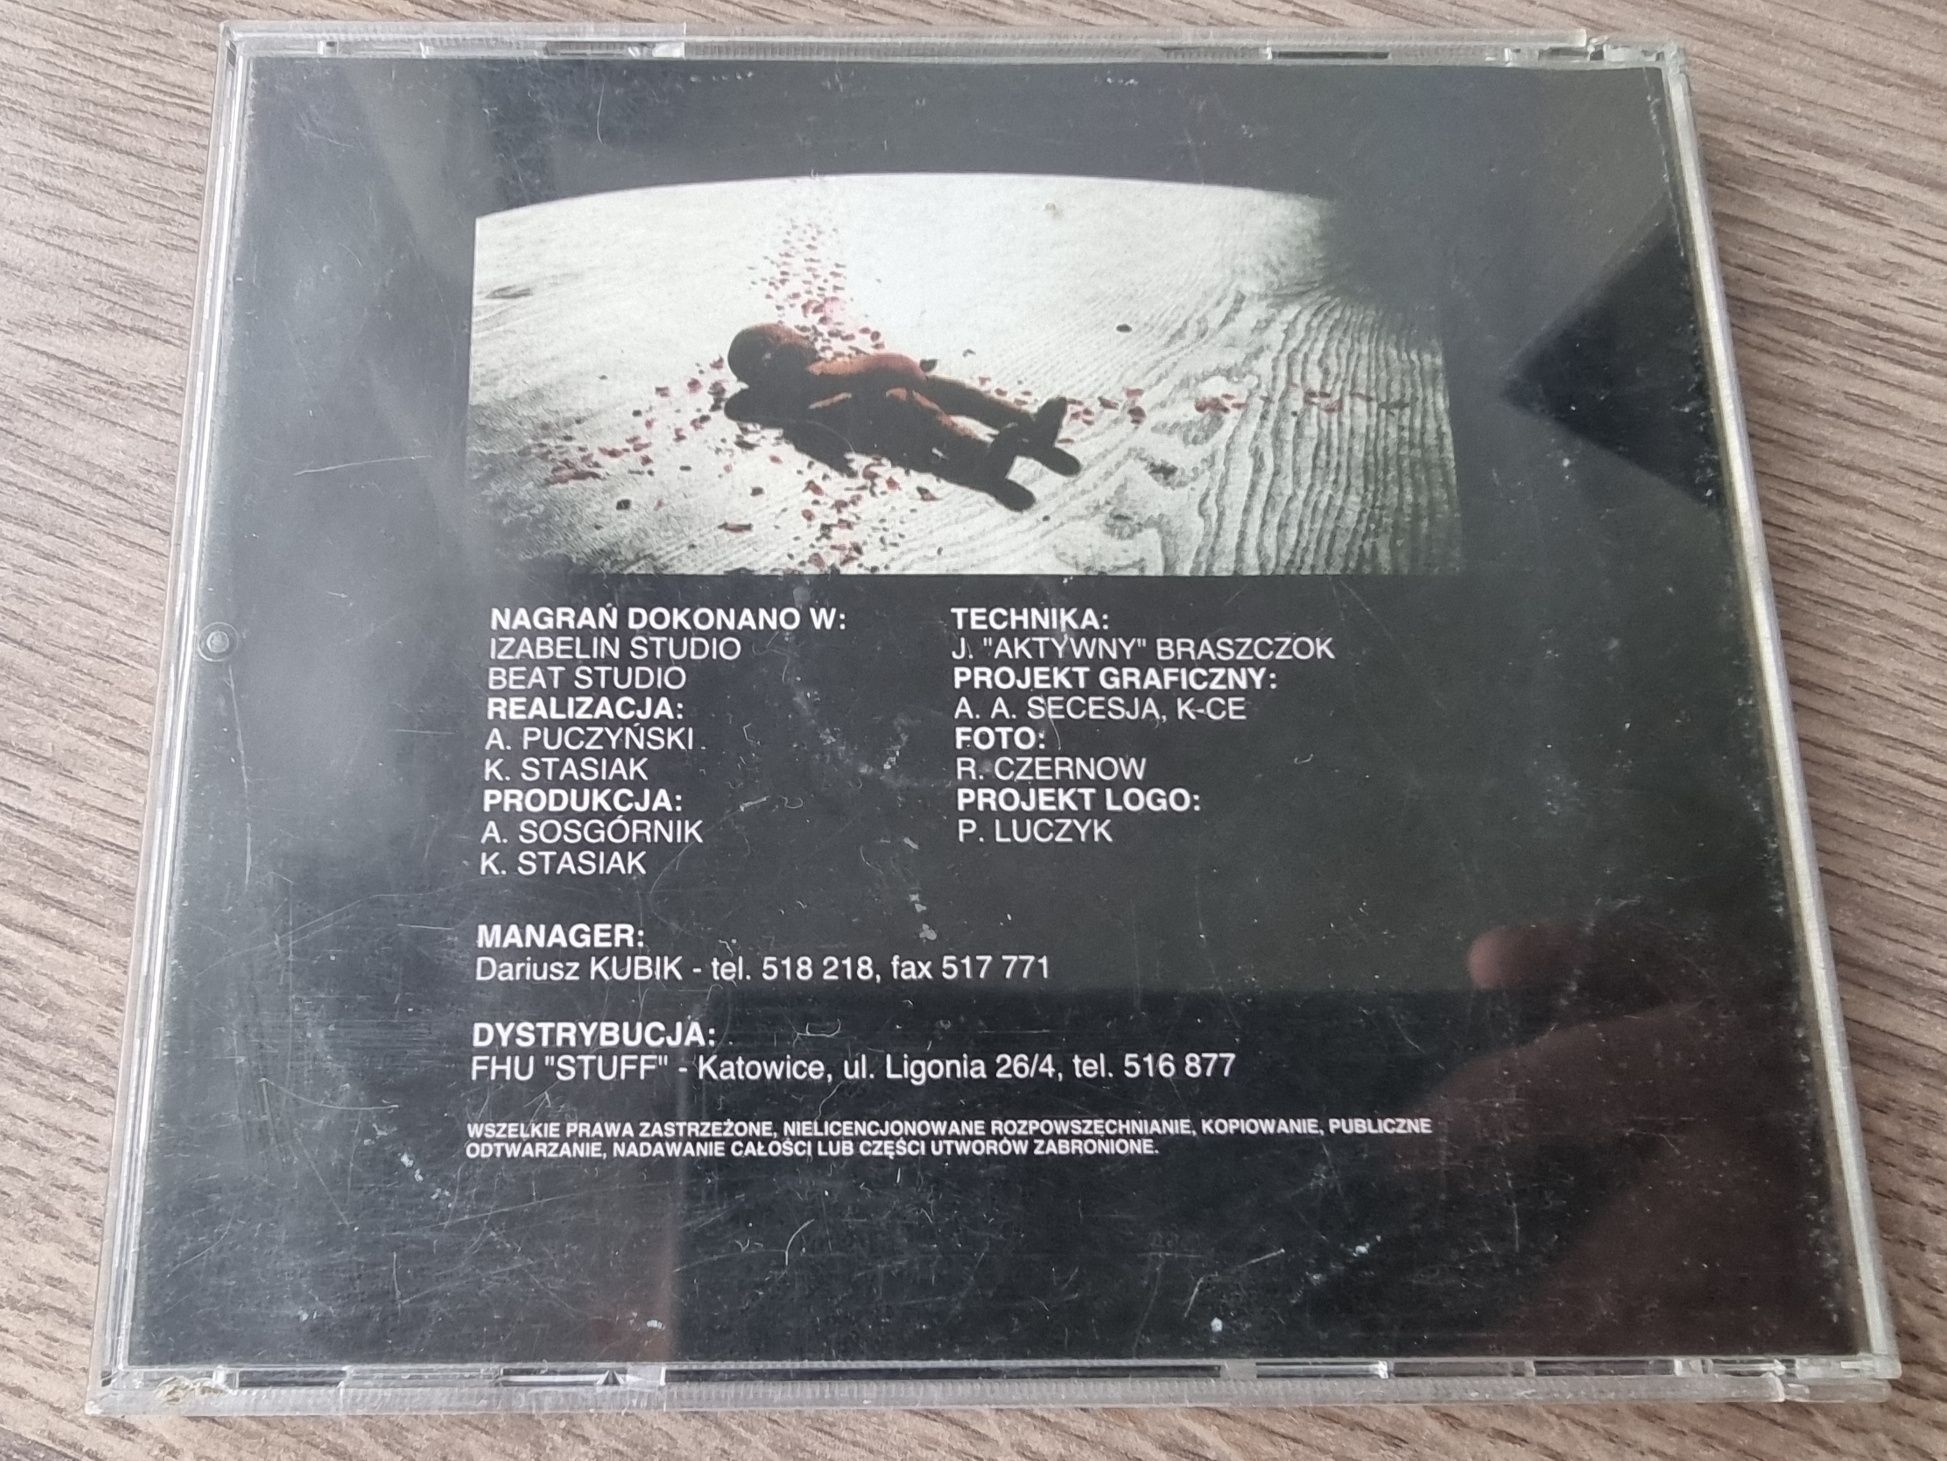 NAGRAŃ DOKONANO W:
IZABELIN STUDIO
BEAT STUDIO
REALIZACJA:
A. PUCZYŃSKI
K. STASIAK
PRODUKCJA:
A. SOSGÓRNIK
K. STASIAK
TECHNIKA:
J. "AKTYWNY" BRASZCZOK
PROJEKT GRAFICZNY:
A. A. SECESJA, K-CE
FOTO:
R. CZERNOW
PROJEKT LOGO:
P. LUCZYK
MANAGER:
Dariusz KUBIK - tel. 518 218, fax 517 771
DYSTRYBUCJA:
FHU "STUFF" - Katowice, ul. Ligonia 26/4, tel. 516 877
WSZELKIE PRAWA ZASTRZEŻONE, NIELICENCJONOWANE ROZPOWSZECHNIANIE, KOPIOWANIE, PUBLICZNE
ODTWARZANIE, NADAWANIE CAŁOŚCI LUB CZĘŚCI UTWORÓW ZABRONIONE.